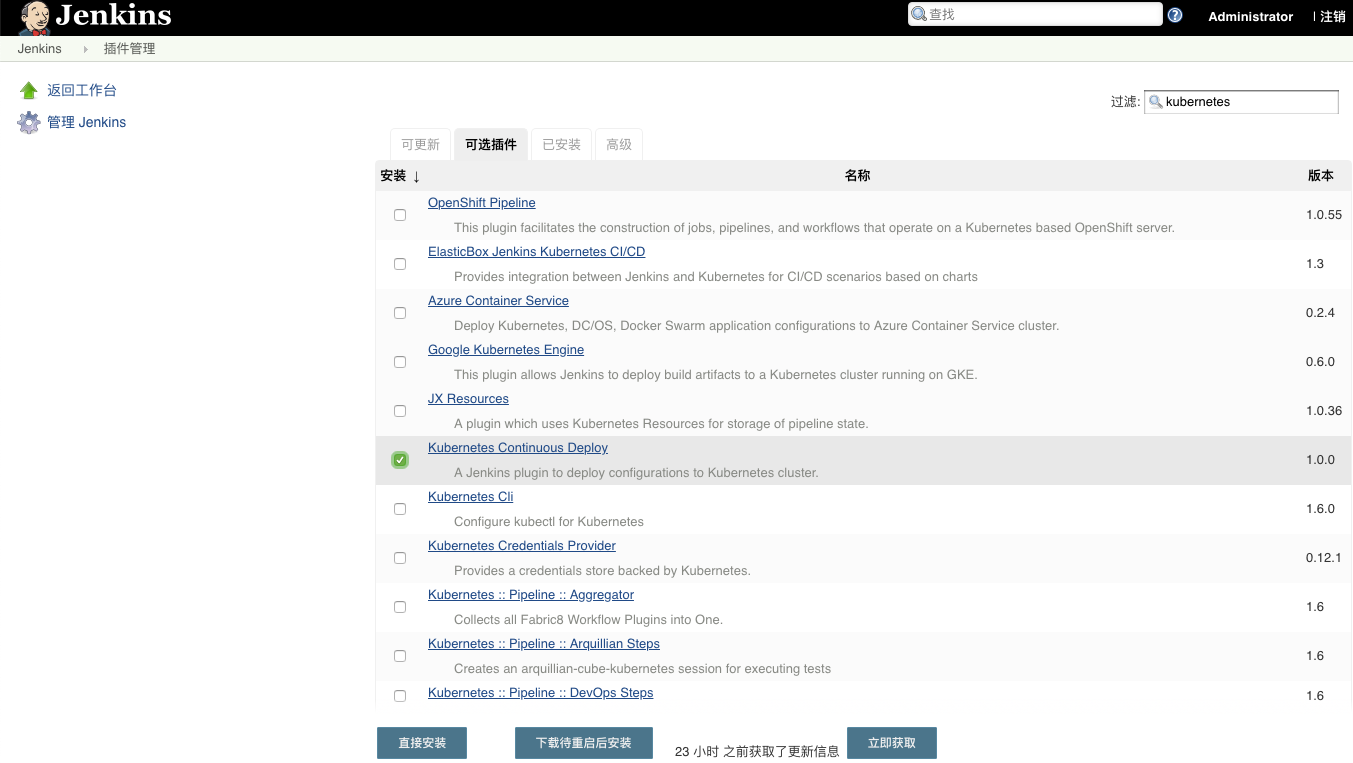 Jenkins
查找
Administrator
| 注销
Jenkins
插件管理
返回工作台
管理 Jenkins
过滤: kubernetes
可更新
可选插件
已安装
高级
安装 ↓
名称
版本
OpenShift Pipeline
This plugin facilitates the construction of jobs, pipelines, and workflows that operate on a Kubernetes based OpenShift server.
1.0.55
ElasticBox Jenkins Kubernetes CI/CD
Provides integration between Jenkins and Kubernetes for CI/CD scenarios based on charts
1.3
Azure Container Service
Deploy Kubernetes, DC/OS, Docker Swarm application configurations to Azure Container Service cluster.
0.2.4
Google Kubernetes Engine
This plugin allows Jenkins to deploy build artifacts to a Kubernetes cluster running on GKE.
0.6.0
JX Resources
A plugin which uses Kubernetes Resources for storage of pipeline state.
1.0.36
Kubernetes Continuous Deploy
A Jenkins plugin to deploy configurations to Kubernetes cluster.
1.0.0
Kubernetes Cli
Configure kubectl for Kubernetes
1.6.0
Kubernetes Credentials Provider
Provides a credentials store backed by Kubernetes.
0.12.1
Kubernetes :: Pipeline :: Aggregator
Collects all Fabric8 Workflow Plugins into One.
1.6
Kubernetes :: Pipeline :: Arquillian Steps
Creates an arquillian-cube-kubernetes session for executing tests
1.6
Kubernetes :: Pipeline :: DevOps Steps
1.6
直接安装
下载待重启后安装
23 小时 之前获取了更新信息
立即获取